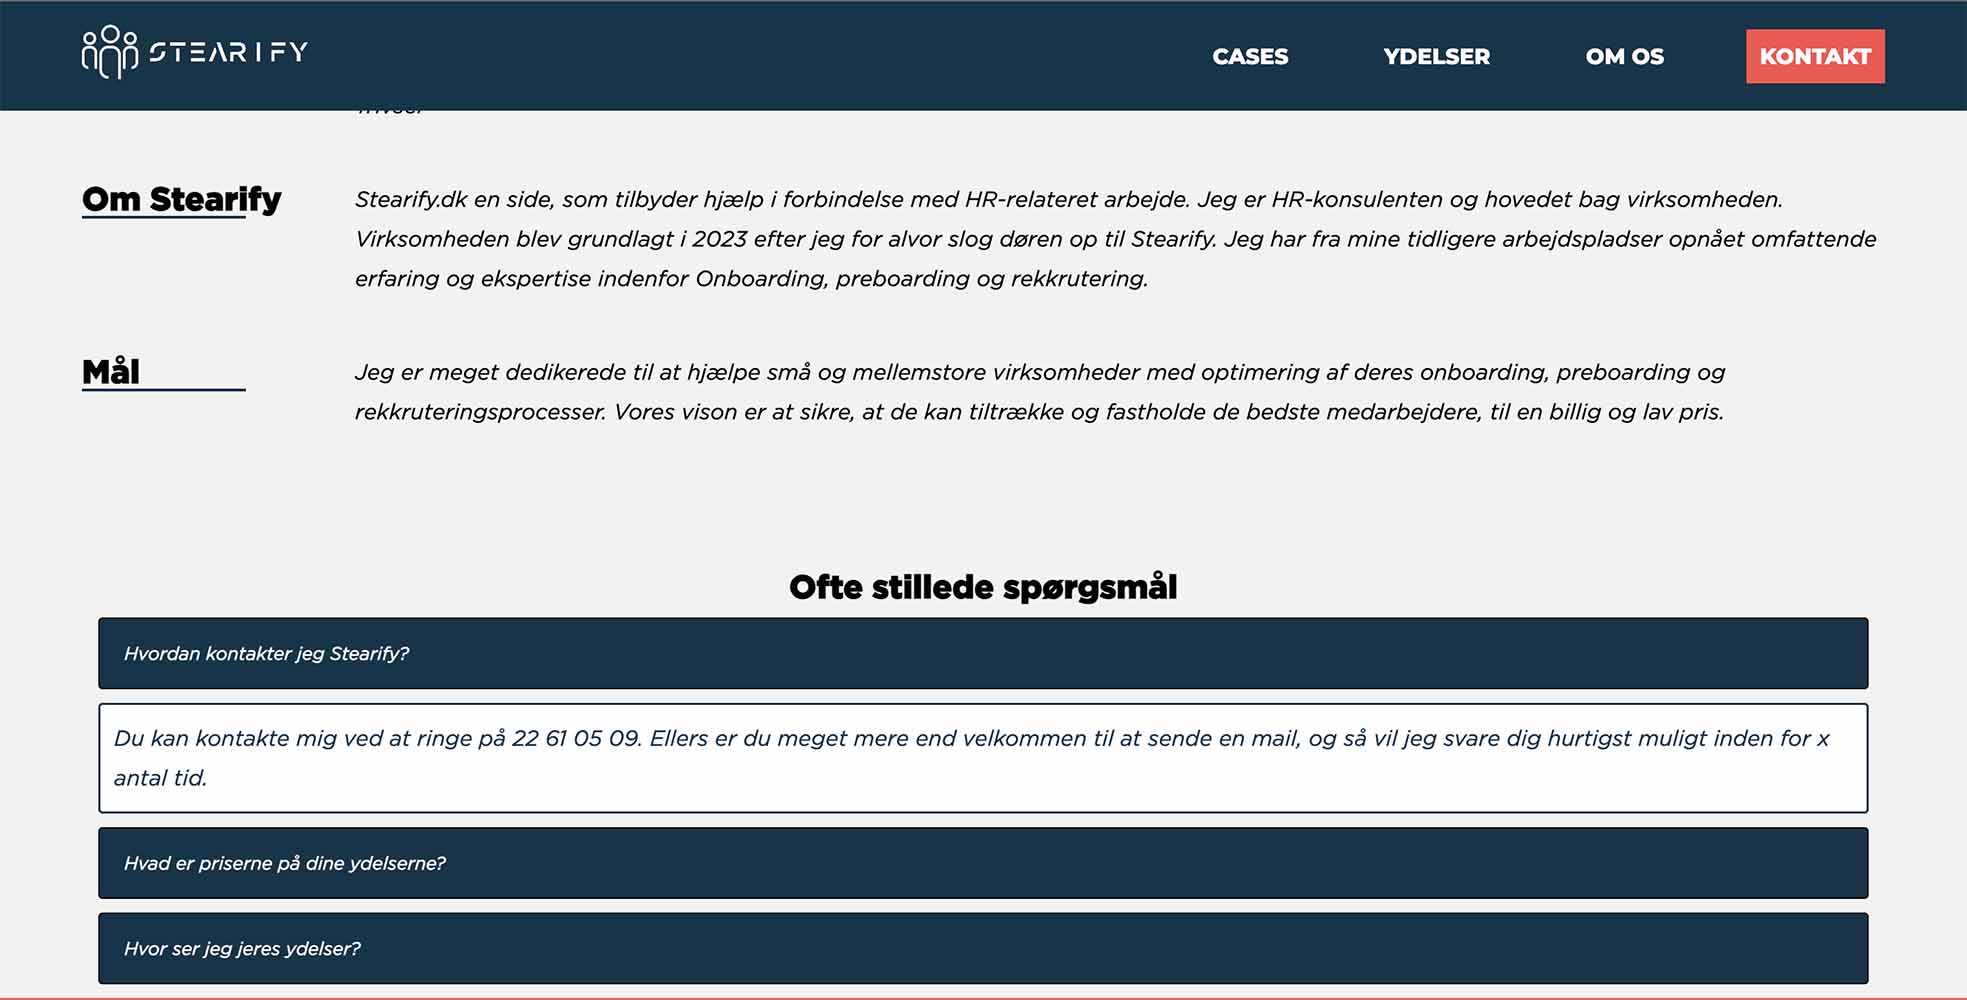 STEARIFY
CASES
YDELSER
OM OS
KONTAKT
Om Stearify
Stearify.dk en side, som tilbyder hjælp i forbindelse med HR-relateret arbejde. Jeg er HR-konsulenten og hovedet bag virksomheden.
Virksomheden blev grundlagt i 2023 efter jeg for alvor slog døren op til Stearify. Jeg har fra mine tidligere arbejdspladser opnået omfattende
erfaring og ekspertise indenfor Onboarding, preboarding og rekkrutering.
Mål
Jeg er meget dedikerede til at hjælpe små og mellemstore virksomheder med optimering af deres onboarding, preboarding og
rekkruteringsprocesser. Vores vison er at sikre, at de kan tiltrække og fastholde de bedste medarbejdere, til en billig og lav pris.
Ofte stillede spørgsmål
Hvordan kontakter jeg Stearify?
Du kan kontakte mig ved at ringe på 22 61 05 09. Ellers er du meget mere end velkommen til at sende en mail, og så vil jeg svare dig hurtigst muligt inden for x
antal tid.
Hvad er priserne på dine ydelserne?
Hvor ser jeg jeres ydelser?